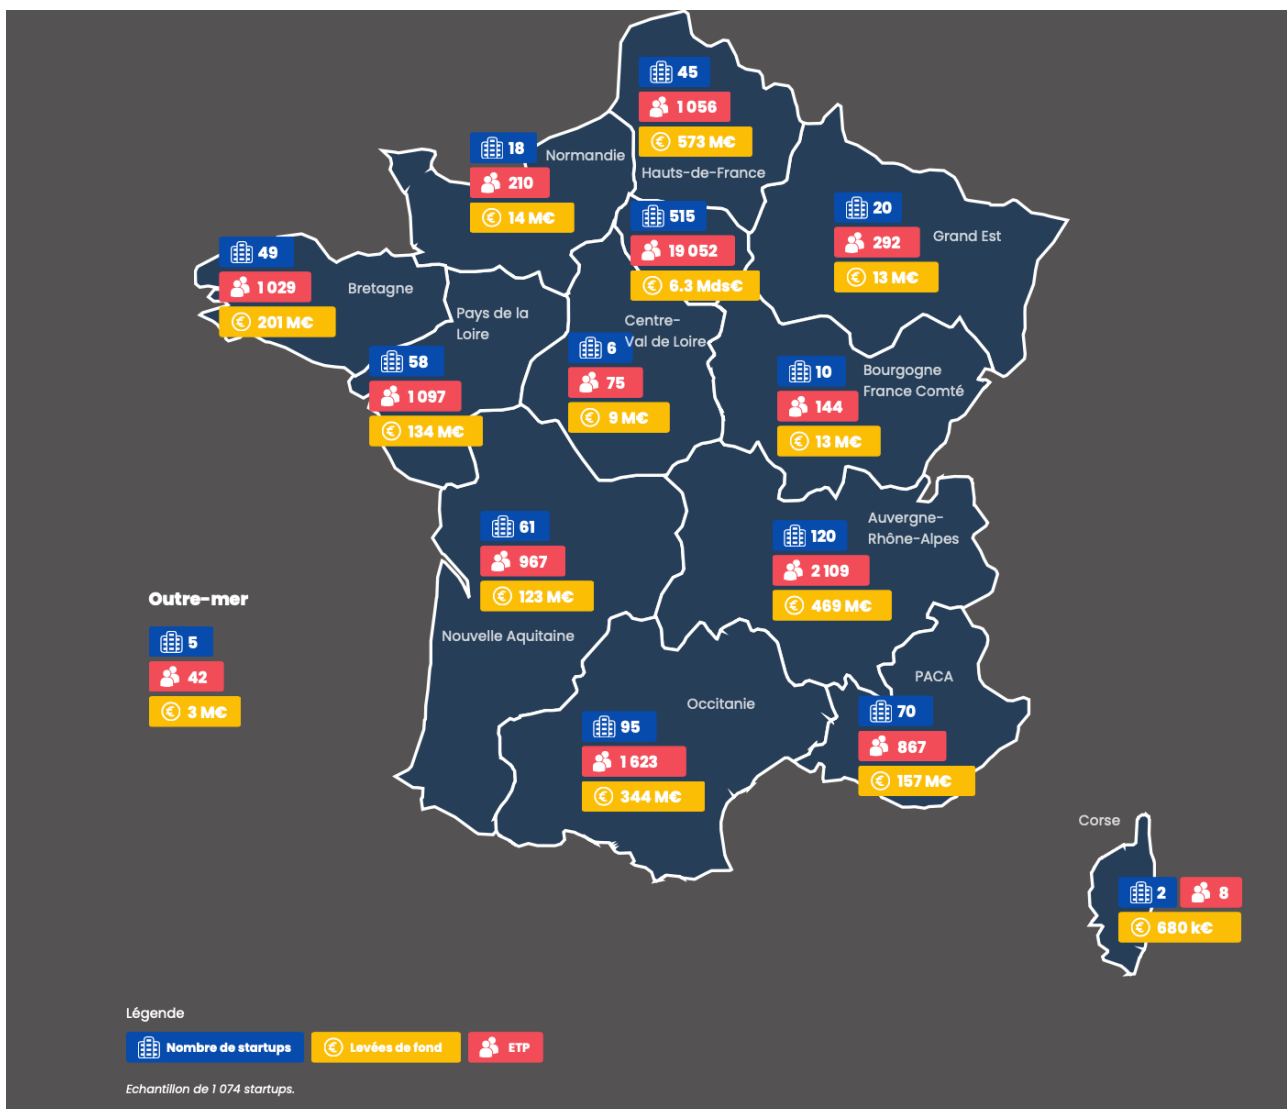 45
1 056
573 M€
Hauts-de-France
18
Normandie
210
14 M€
515
19 052
6.3 Mds€
20
292
Grand Est
13 M€
49
1 029
Bretagne
201 M€
Pays de la
Loire
58
1 097
134 M€
Centre-
Val de Loire
6
75
9 M€
10
Bourgogne
France Comté
144
13 M€
61
967
123 M€
Nouvelle Aquitaine
Auvergne-
Rhône-Alpes
120
2 109
469 M€
Outre-mer
5
42
3 M€
Occitanie
95
1 623
344 M€
PACA
70
867
157 M€
Corse
2
8
680 k€
Légende
Nombre de startups
Levées de fond
ETP
Echantillon de 1 074 startups.